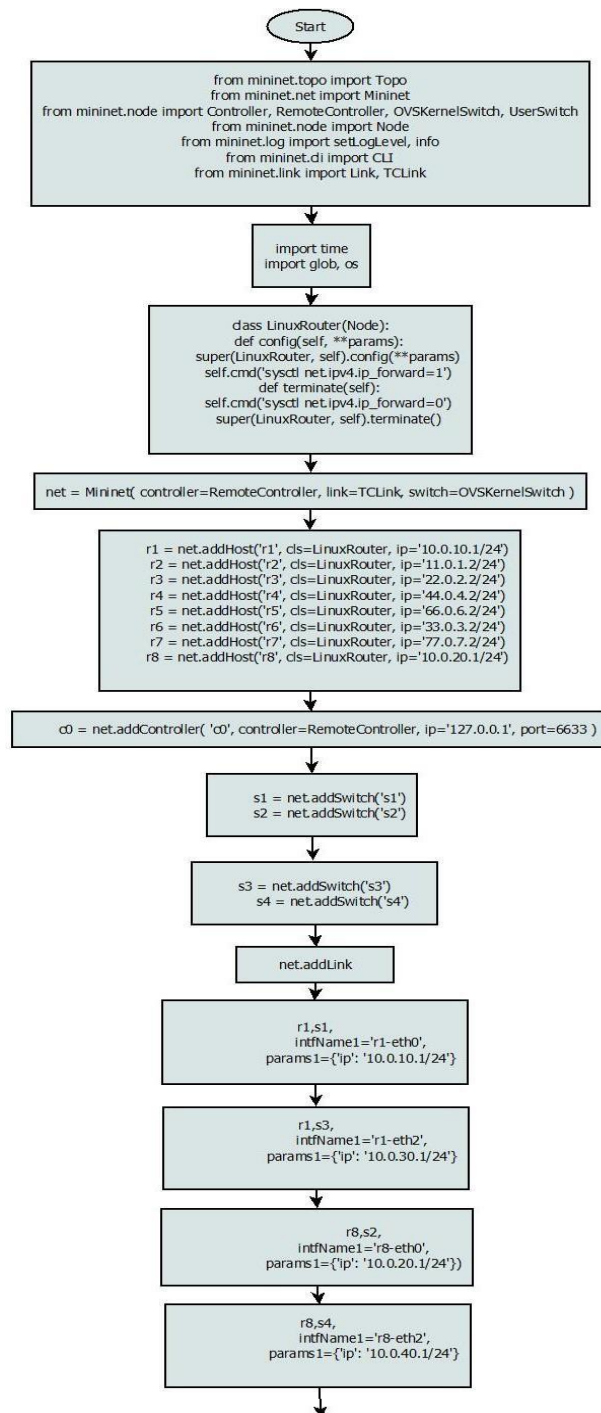 Start
from mininet.topo import Topo
from mininet.net import Mininet
from mininet.node import Controller, RemoteController, OVSKernelSwitch, UserSwitch
from mininet.node import Node
from mininet.log import setLogLevel, info
from mininet.cli import CLI
from mininet.link import Link, TCLink
import time
import glob, os
class LinuxRouter(Node):
def config(self, **params):
super(LinuxRouter, self).config(**params)
self.cmd('sysctl net.ipv4.ip_forward=1')
def terminate(self):
self.cmd('sysctl net.ipv4.ip_forward=0')
super(LinuxRouter, self).terminate()
net = Mininet( controller=RemoteController, link=TCLink, switch=OVSKernelSwitch )
r1 = net.addHost('r1', cls=LinuxRouter, ip='10.0.10.1/24')
r2 = net.addHost('r2', cls=LinuxRouter, ip='11.0.1.2/24')
r3 = net.addHost('r3', cls=LinuxRouter, ip='22.0.2.2/24')
r4 = net.addHost('r4', cls=LinuxRouter, ip='44.0.4.2/24')
r5 = net.addHost('r5', cls=LinuxRouter, ip='66.0.6.2/24')
r6 = net.addHost('r6', cls=LinuxRouter, ip='33.0.3.2/24')
r7 = net.addHost('r7', cls=LinuxRouter, ip='77.0.7.2/24')
r8 = net.addHost('r8', cls=LinuxRouter, ip='10.0.20.1/24')
c0 = net.addController( 'c0', controller=RemoteController, ip='127.0.0.1', port=6633 )
s1 = net.addSwitch('s1')
s2 = net.addSwitch('s2')
s3 = net.addSwitch('s3')
s4 = net.addSwitch('s4')
net.addLink
r1,s1,
intfName1='r1-eth0',
params1={'ip': '10.0.10.1/24'}
r1,s3,
intfName1='r1-eth2',
params1={'ip': '10.0.30.1/24'}
r8,s2,
intfName1='r8-eth0',
params1={'ip': '10.0.20.1/24'})
r8,s4,
intfName1='r8-eth2',
params1={'ip': '10.0.40.1/24'}